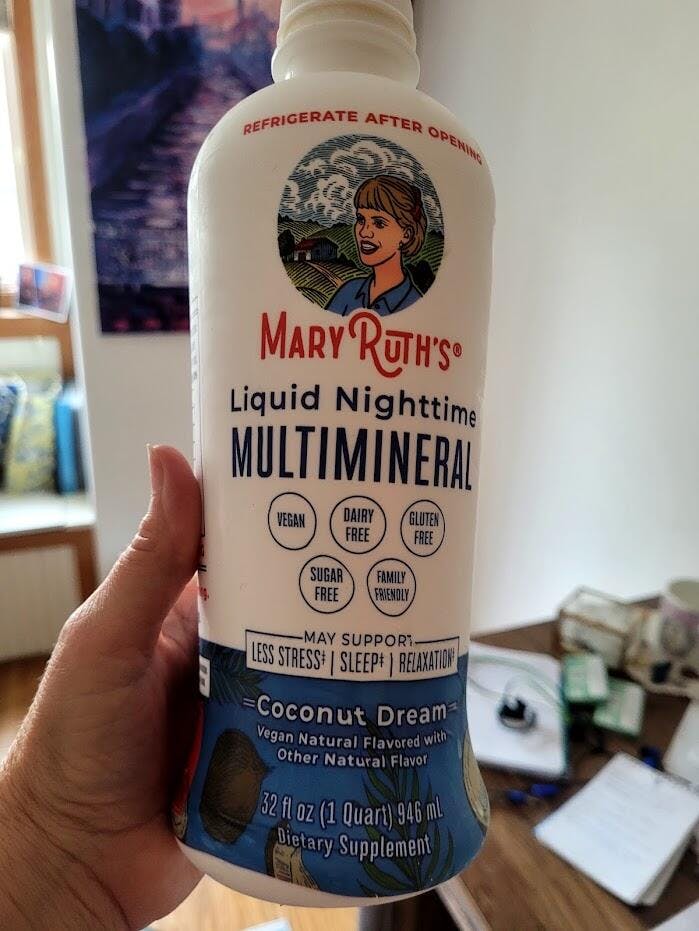 REFRIGERATE AFTER OPENING
MARY RUTH'S®
Liquid Nighttime
MULTIMINERAL
VEGAN
DAIRY
FREE
GLUTEN
FREE
SUGAR
FREE
FAMILY
FRIENDLY
MAY SUPPORT
LESS STRESS‡ | SLEEP‡ | RELAXATION‡
Coconut Dream
Vegan Natural Flavored with
Other Natural Flavor
32 fl oz (1 Quart) 946 mL
Dietary Supplement